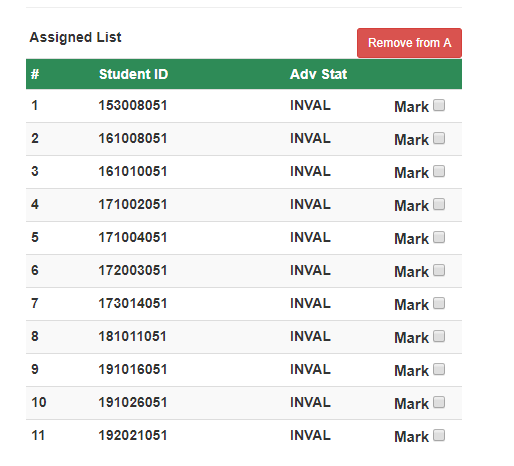 Assigned List Remove from A
# Student ID Adv Stat
1 153008051 INVAL Mark
2 161008051 INVAL Mark
3 161010051 INVAL Mark
4 171002051 INVAL Mark
5 171004051 INVAL Mark
6 172003051 INVAL Mark
7 173014051 INVAL Mark
8 181011051 INVAL Mark
9 191016051 INVAL Mark
10 191026051 INVAL Mark
11 192021051 INVAL Mark